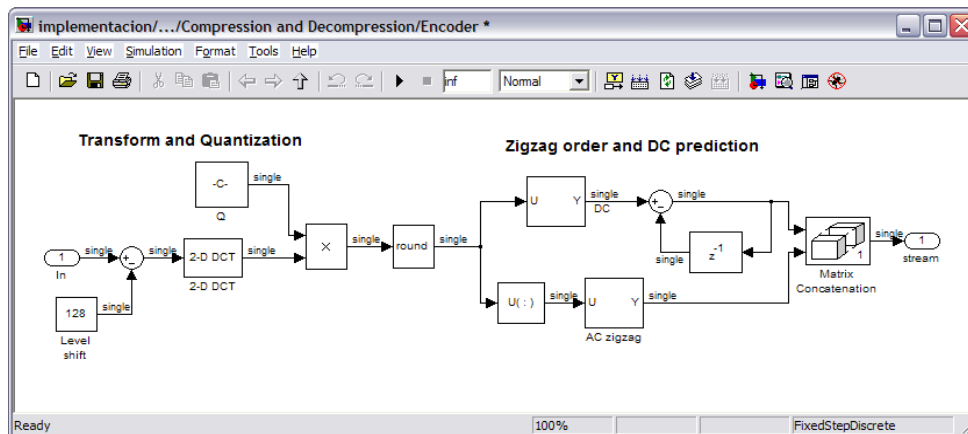 implementacion/.../Compression and Decompression/Encoder *
File Edit View Simulation Format Tools Help
inf Normal
Transform and Quantization
Zigzag order and DC prediction
-C-
single
Q
U Y
single
DC
+
-
single
1
In
single
+
-
single
2-D DCT
2-D DCT
single
×
single
round
single
z-1
single
1
Matrix
Concatenation
single
1
stream
128
single
Level
shift
U( : )
single
U Y
single
AC zigzag
Ready 100% FixedStepDiscrete